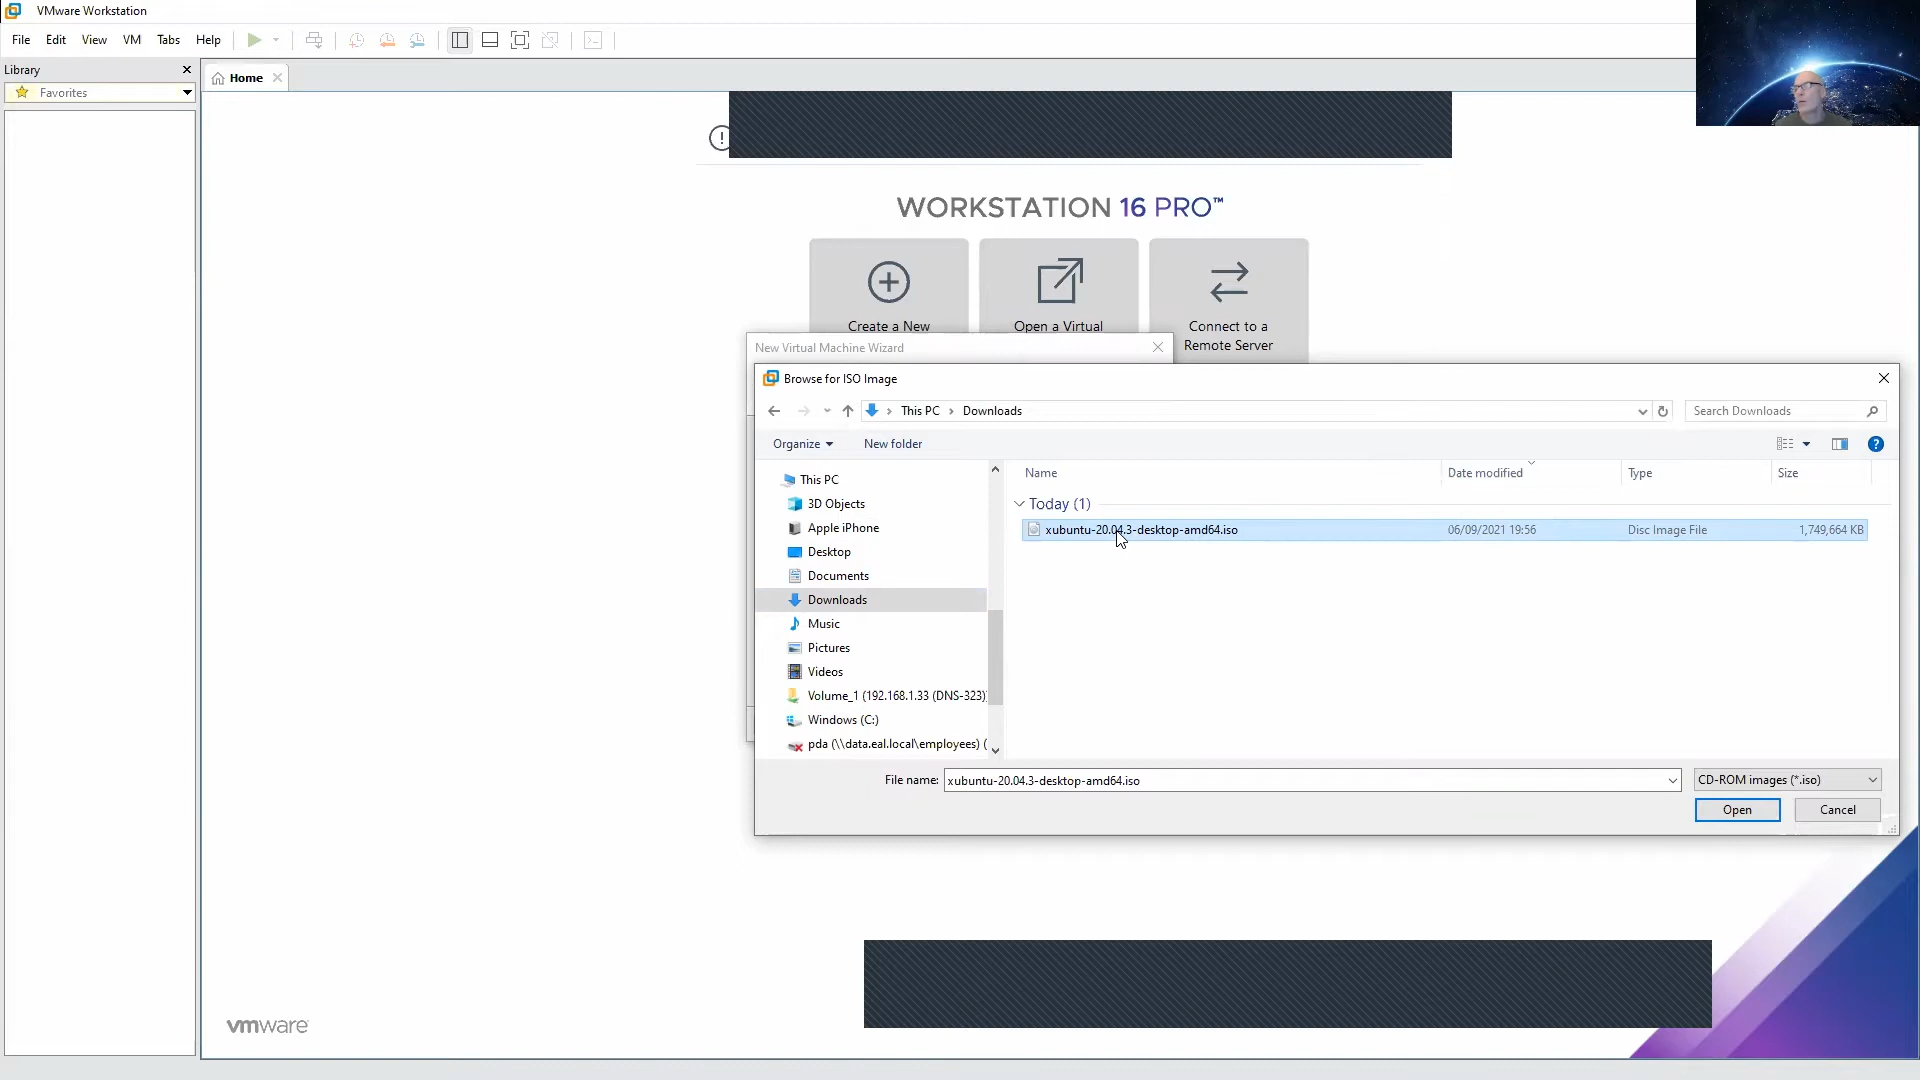 VMware Workstation
File Edit View VM Tabs Help
Library
Favorites
Home
WORKSTATION 16 PRO™
Create a New
Open a Virtual
Connect to a
Remote Server
New Virtual Machine Wizard
Browse for ISO Image
This PC > Downloads
Search Downloads
Organize New folder
This PC
3D Objects
Apple iPhone
Desktop
Documents
Downloads
Music
Pictures
Videos
Volume_1 (192.168.1.33 (DNS-323))
Windows (C:)
pda (\\data.eal.local\employees) (
Name Date modified Type Size
Today (1)
xubuntu-20.04.3-desktop-amd64.iso 06/09/2021 19:56 Disc Image File 1,749,664 KB
File name: xubuntu-20.04.3-desktop-amd64.iso CD-ROM images (*.iso)
Open Cancel
vmware